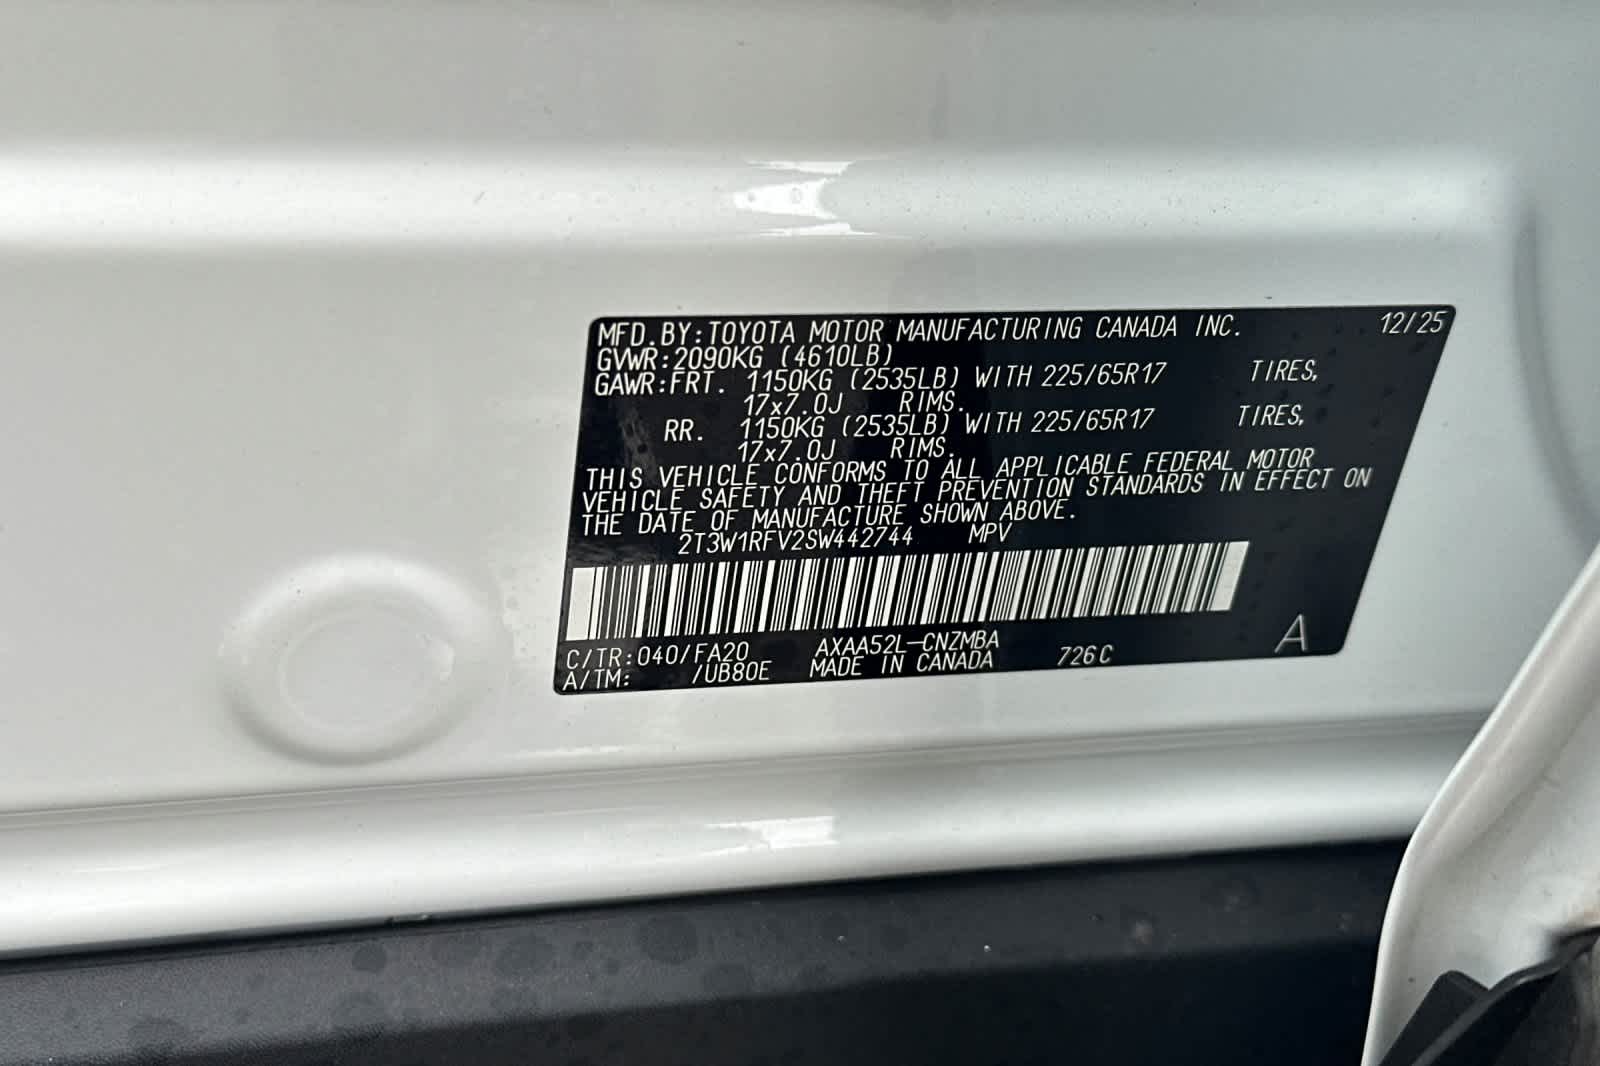 MFD.BY:TOYOTA MOTOR MANUFACTURING CANADA INC. 12/25
GVWR:2090KG (4610LB)
GAWR:FRT. 1150KG (2535LB) WITH 225/65R17 TIRES,
17x7.0J RIMS.
RR. 1150KG (2535LB) WITH 225/65R17 TIRES,
17x7.0J RIMS.
THIS VEHICLE CONFORMS TO ALL APPLICABLE FEDERAL MOTOR
VEHICLE SAFETY AND THEFT PREVENTION STANDARDS IN EFFECT ON
THE DATE OF MANUFACTURE SHOWN ABOVE.
2T3W1RFV2SW442744 MPV
C/TR:040/FA20 AXAA52L-CNZMBA
A/TM: /UB80E MADE IN CANADA 726C A